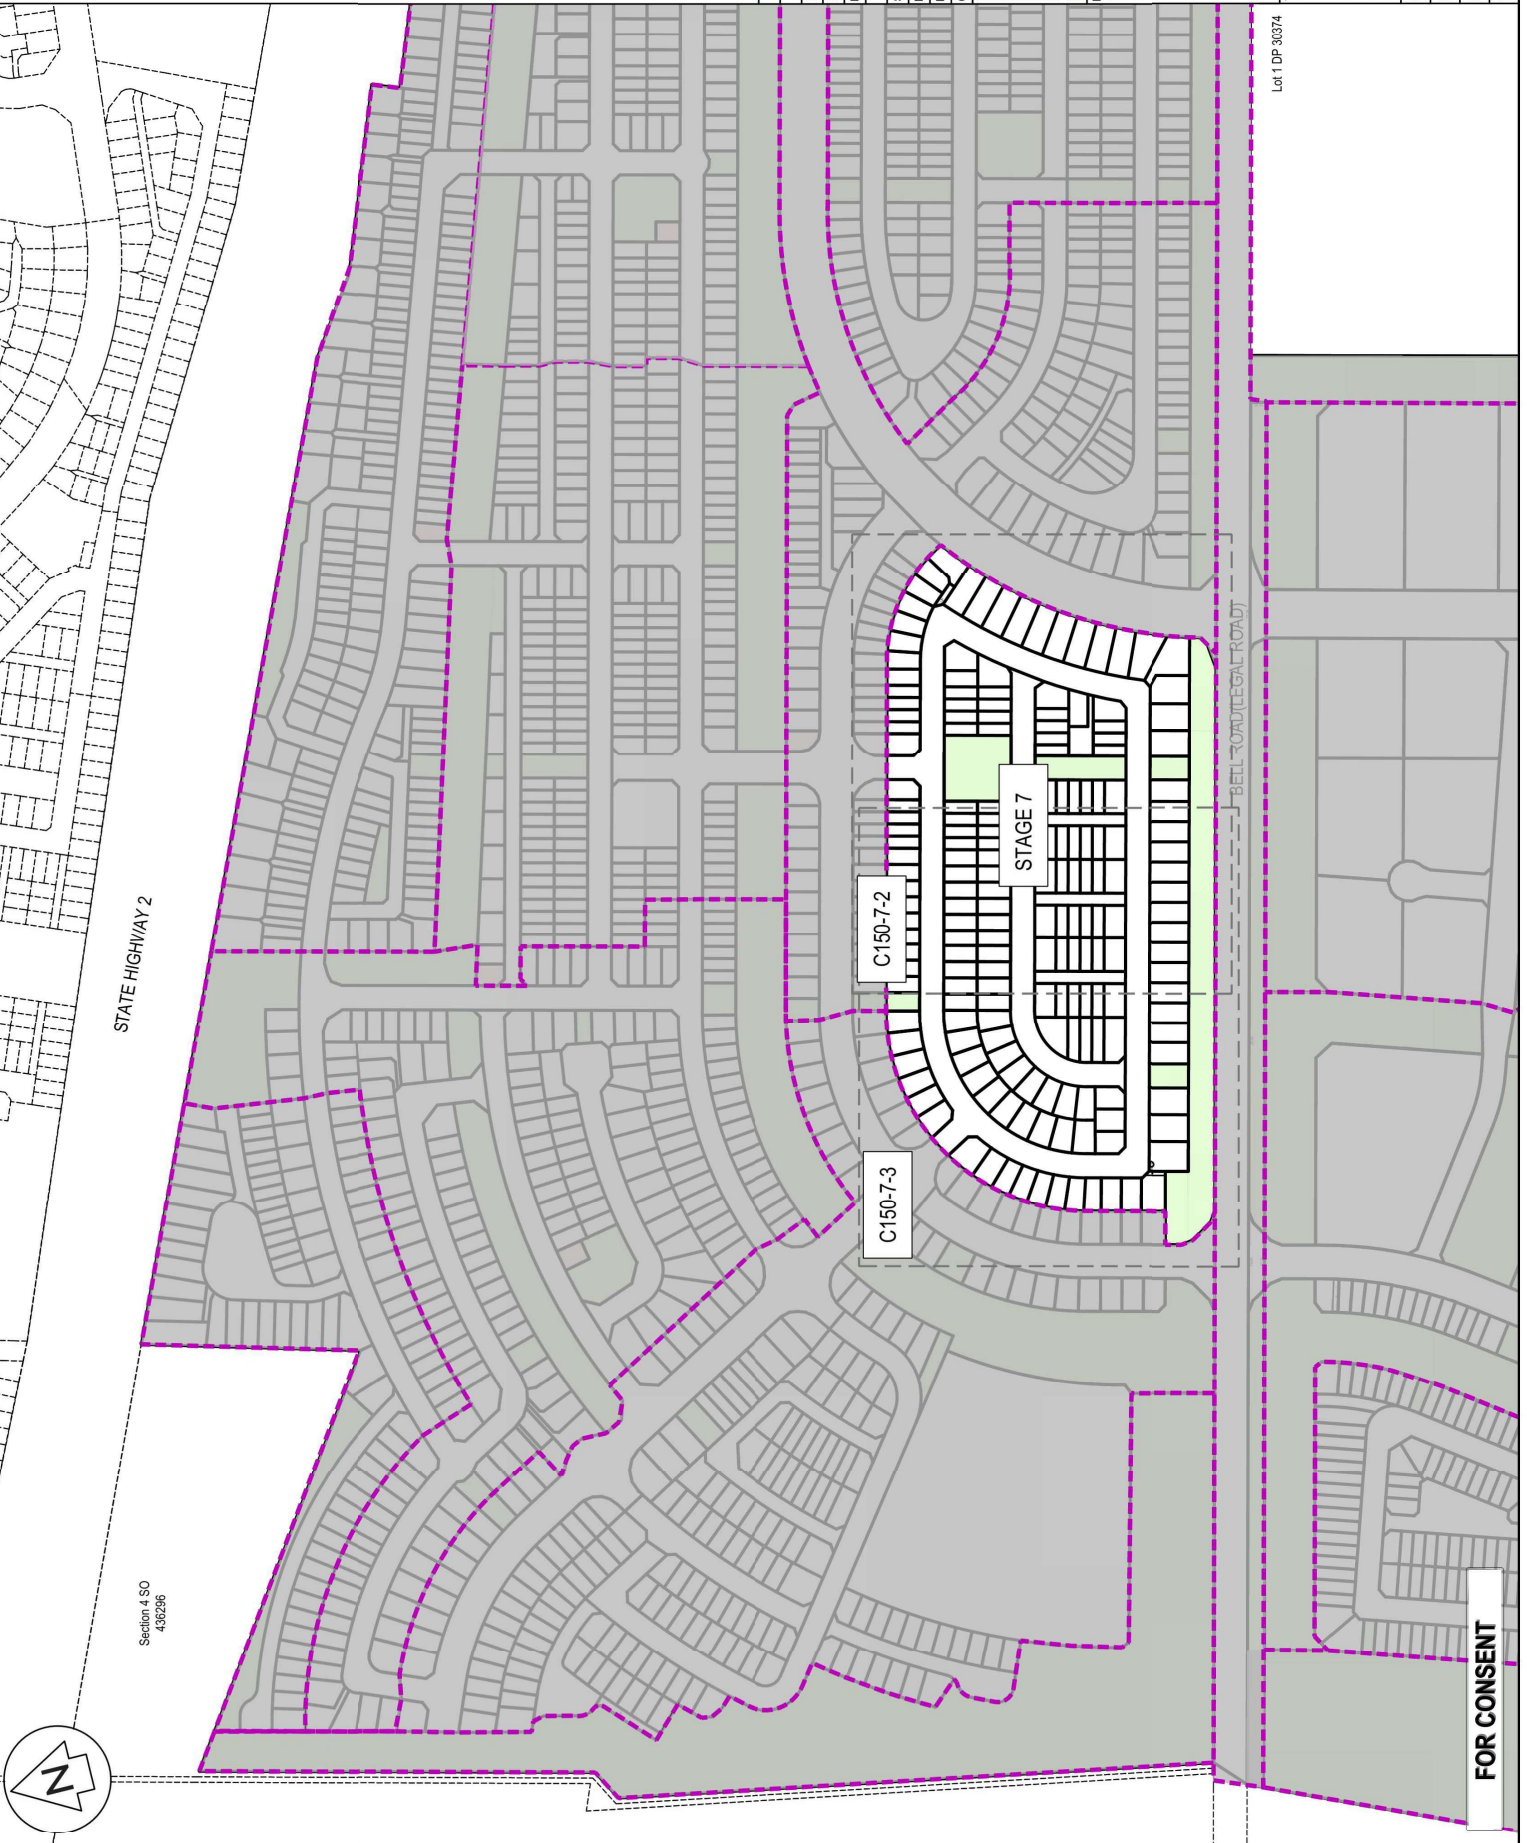 Lot 1 DP 30374
BELL ROAD(LEGAL ROAD)
STAGE 7
C150-7-2
C150-7-3
STATE HIGHWAY 2
Section 4 SO
436296
N
FOR CONSENT